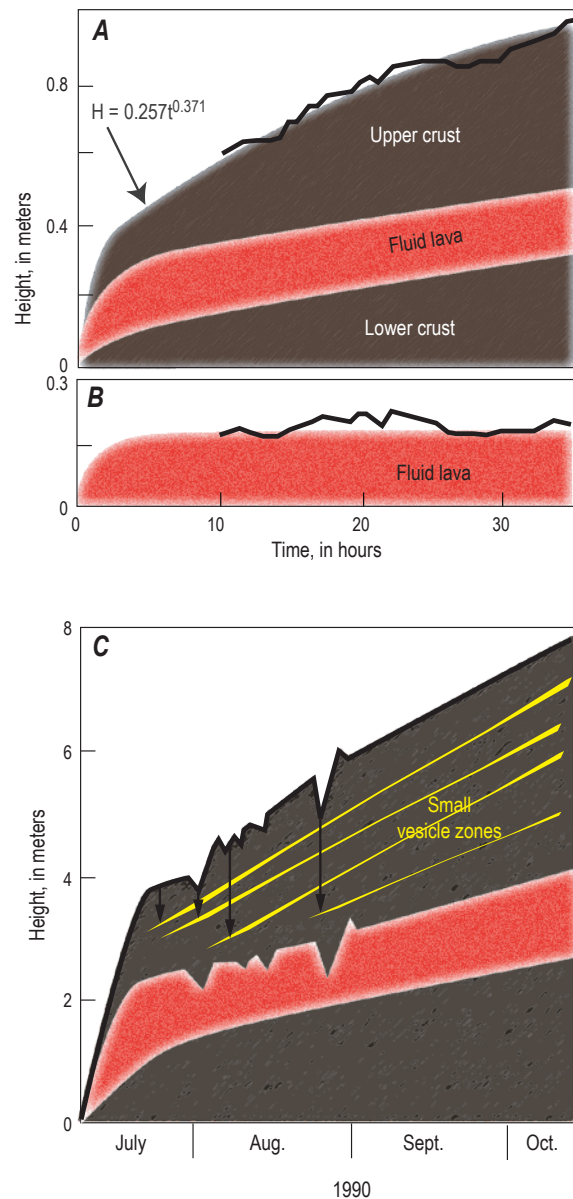 A
0.8
H = 0.257t^0.371
Upper crust
Height, in meters
0.4
Fluid lava
Lower crust
0
0.3
B
Fluid lava
0
0
10
20
30
Time, in hours
8
C
6
Small
vesicle zones
Height, in meters
4
2
0
July
Aug.
Sept.
Oct.
1990